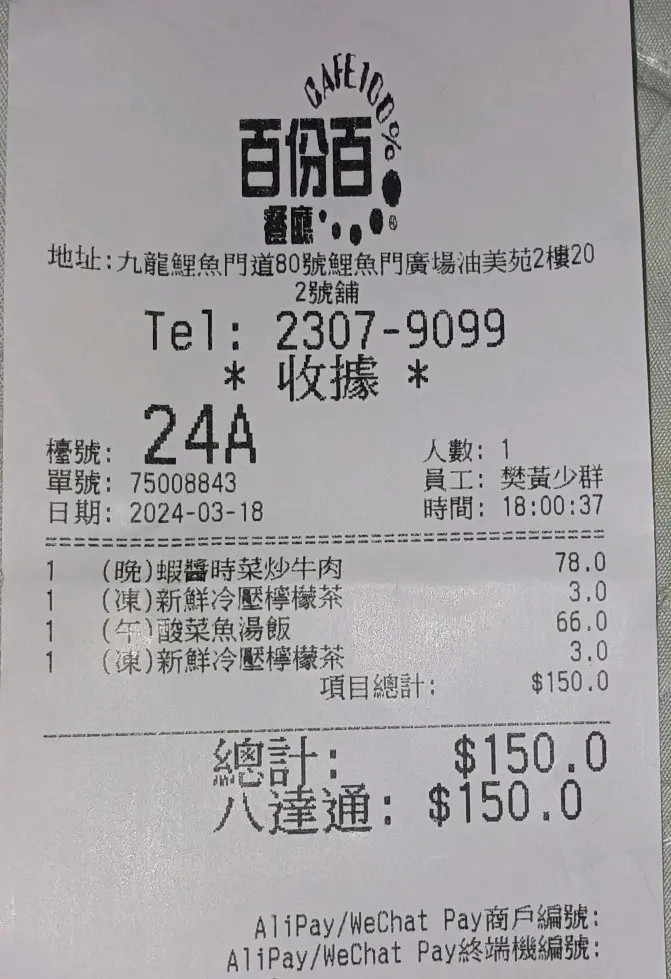 CAFE100%
百份百
餐廳®
地址:九龍鯉魚門道80號鯉魚門廣場油美苑2樓20
2號舖
Tel: 2307-9099
* 收據 *
檯號: 24A 人數: 1
單號: 75008843 員工: 樊黃少群
日期: 2024-03-18 時間: 18:00:37
1 (晚)蝦醬時菜炒牛肉 78.0
1 (凍)新鮮冷壓檸檬茶 3.0
1 (午)酸菜魚湯飯 66.0
1 (凍)新鮮冷壓檸檬茶 3.0
項目總計: $150.0
總計: $150.0
八達通: $150.0
AliPay/WeChat Pay商戶編號:
AliPay/WeChat Pay終端機編號: